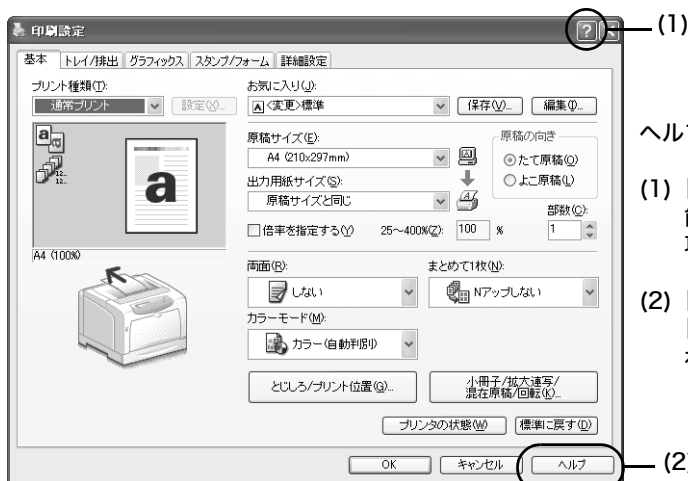 印刷設定
(1)
基本 トレイ/排出 グラフィックス スタンプ/フォーム 詳細設定
プリント種類(T):
通常プリント 設定(X)...
お気に入り(J):
<変更>標準 保存(V)... 編集(I)...
原稿サイズ(E):
A4 (210x297mm)
出力用紙サイズ(S):
原稿サイズと同じ
原稿の向き
たて原稿(O)
よこ原稿(L)
倍率を指定する(Y) 25~400%(Z): 100 %
部数(C):
1
A4 (100%)
両面(R):
しない
まとめて1枚(N):
Nアップしない
カラーモード(M):
カラー(自動判別)
とじしろ/プリント位置(G)...
小冊子/拡大連写/
混在原稿/回転(K)...
プリンタの状態(W) 標準に戻す(D)
OK キャンセル ヘルプ
ヘル
(1)
(2)
(2